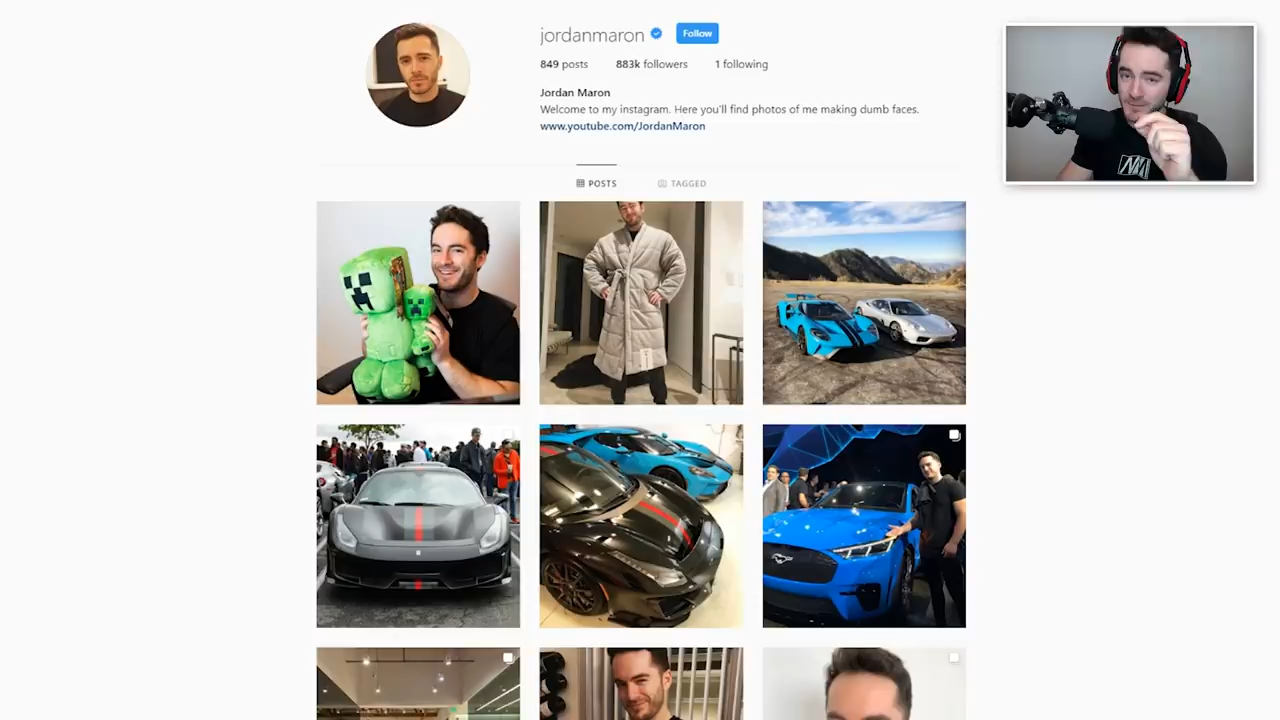 jordanmaron Follow
849 posts 883k followers 1 following
Jordan Maron
Welcome to my instagram. Here you'll find photos of me making dumb faces.
www.youtube.com/JordanMaron
POSTS TAGGED